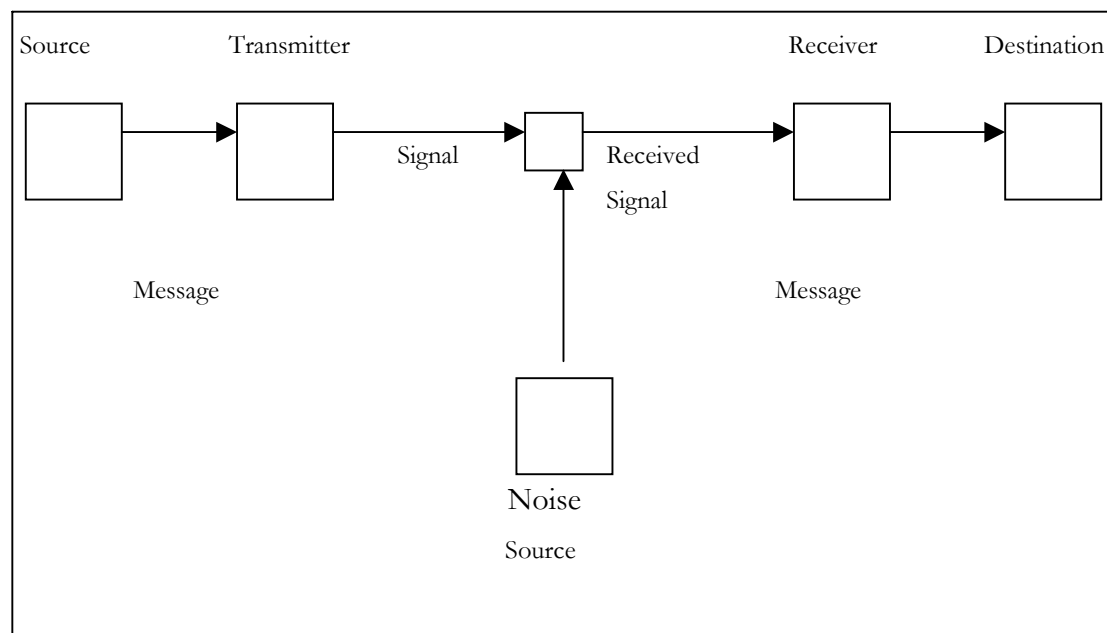 Source Transmitter Receiver Destination
Signal Received
Signal
Message Message
Noise
Source